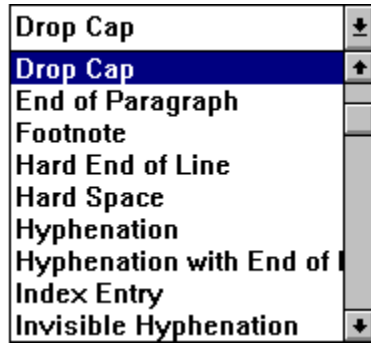 Drop Cap
Drop Cap
End of Paragraph
Footnote
Hard End of Line
Hard Space
Hyphenation
Hyphenation with End of
Index Entry
Invisible Hyphenation